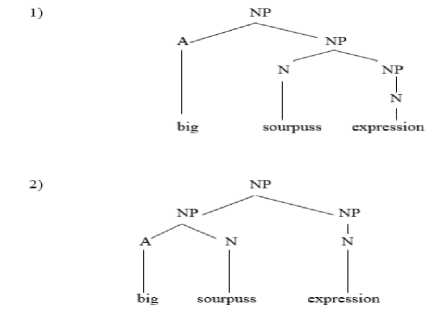 1) NP
A NP
N NP
N
big sourpuss expression
2) NP
NP NP
A N N
big sourpuss expression